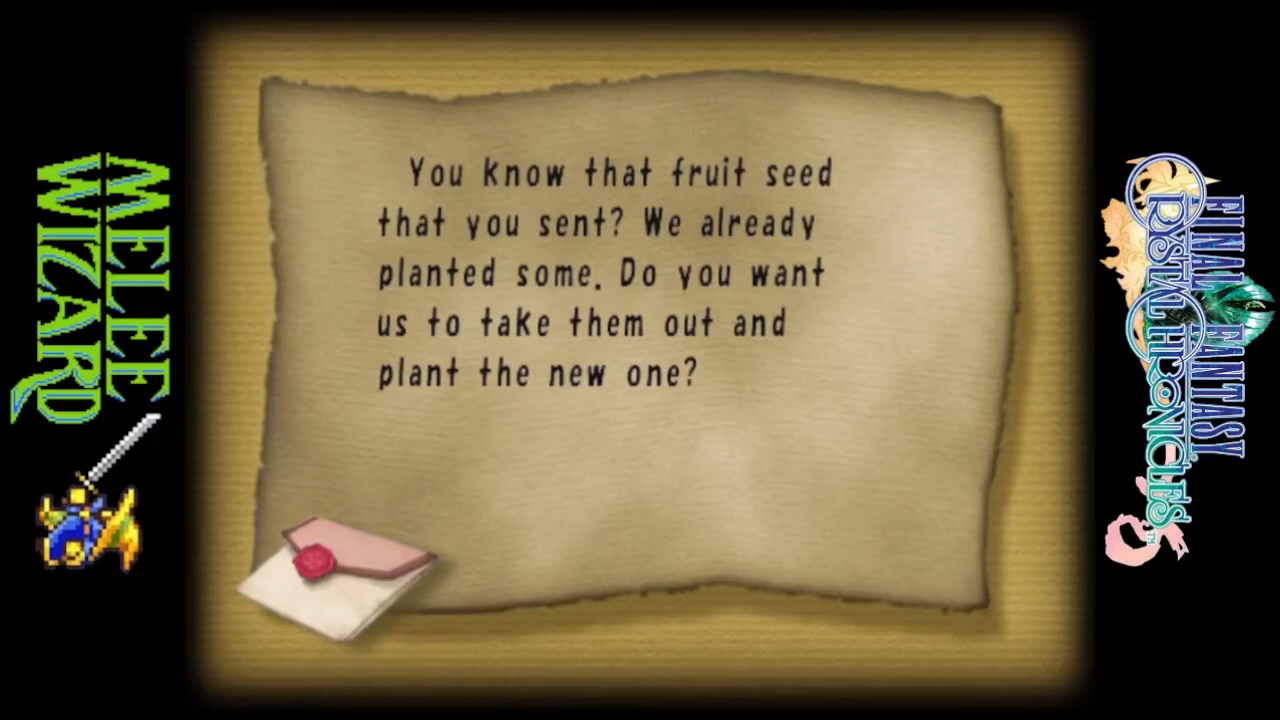 MELEE
WIZARD
You know that fruit seed
that you sent? We already
planted some. Do you want
us to take them out and
plant the new one?
FINAL FANTASY
CRYSTAL CHRONICLES™